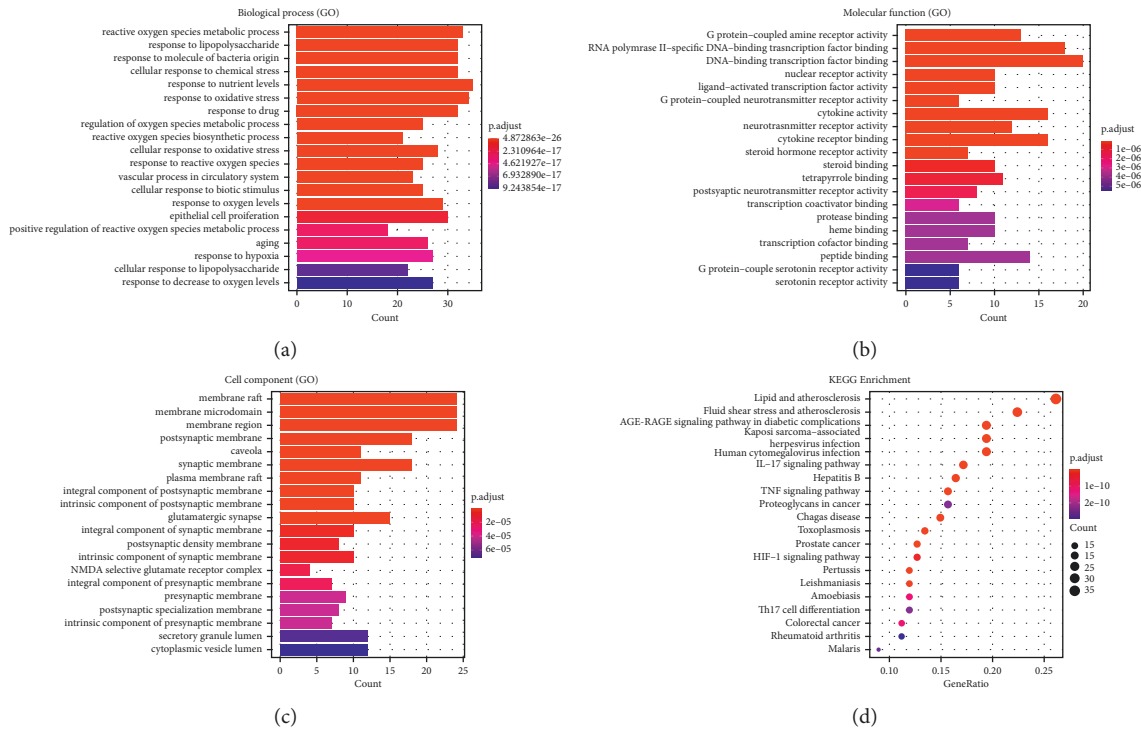 Biological process (GO)
reactive oxygen species metabolic process
response to lipopolysaccharide
response to molecule of bacteria origin
cellular response to chemical stress
response to nutrient levels
response to oxidative stress
response to drug
regulation of oxygen species metabolic process
reactive oxygen species biosynthetic process
cellular response to oxidative stress
response to reactive oxygen species
vascular process in circulatory system
cellular response to biotic stimulus
response to oxygen levels
epithelial cell proliferation
positive regulation of reactive oxygen species metabolic process
aging
response to hypoxia
cellular response to lipopolysaccharide
response to decrease to oxygen levels
0 10 20 30
Count
p.adjust
4.872863e−26
2.310964e−17
4.621927e−17
6.932890e−17
9.243854e−17
(a)
Molecular function (GO)
G protein−coupled amine receptor activity
RNA polymrase II−specific DNA−binding trasncription factor binding
DNA−binding transcription factor binding
nuclear receptor activity
ligand−activated transcription factor activity
G protein−coupled neurotransmitter receptor activity
cytokine activity
neurotrasnmitter receptor activity
cytokine receptor binding
steroid hormone receptor activity
steroid binding
tetrapyrrole binding
postsyaptic neurotransmitter receptor activity
transcription coactivator binding
protease binding
heme binding
transcription cofactor binding
peptide binding
G protein−couple serotonin receptor activity
serotonin receptor activity
0 5 10 15 20
Count
p.adjust
1e−06
2e−06
3e−06
4e−06
5e−06
(b)
Cell component (GO)
membrane raft
membrane microdomain
membrane region
postsynaptic membrane
caveola
synaptic membrane
plasma membrane raft
integral component of postsynaptic membrane
intrinsic component of postsynaptic membrane
glutamatergic synapse
integral component of synaptic membrane
postsynaptic density membrane
intrinsic component of synaptic membrane
NMDA selective glutamate receptor complex
integral component of presynaptic membrane
presynaptic membrane
postsynaptic specialization membrane
intrinsic component of presynaptic membrane
secretory granule lumen
cytoplasmic vesicle lumen
0 5 10 15 20 25
Count
p.adjust
2e−05
4e−05
6e−05
(c)
KEGG Enrichment
Lipid and atherosclerosis
Fluid shear stress and atherosclerosis
AGE-RAGE signaling pathway in diabetic complications
Kaposi sarcoma−associated
herpesvirus infection
Human cytomegalovirus infection
IL−17 signaling pathway
Hepatitis B
TNF signaling pathway
Proteoglycans in cancer
Chagas disease
Toxoplasmosis
Prostate cancer
HIF−1 signaling pathway
Pertussis
Leishmaniasis
Amoebiasis
Th17 cell differentiation
Colorectal cancer
Rheumatoid arthritis
Malaris
0.10 0.15 0.20 0.25
GeneRatio
p.adjust
1e−10
2e−10
Count
15
15
25
30
35
(d)